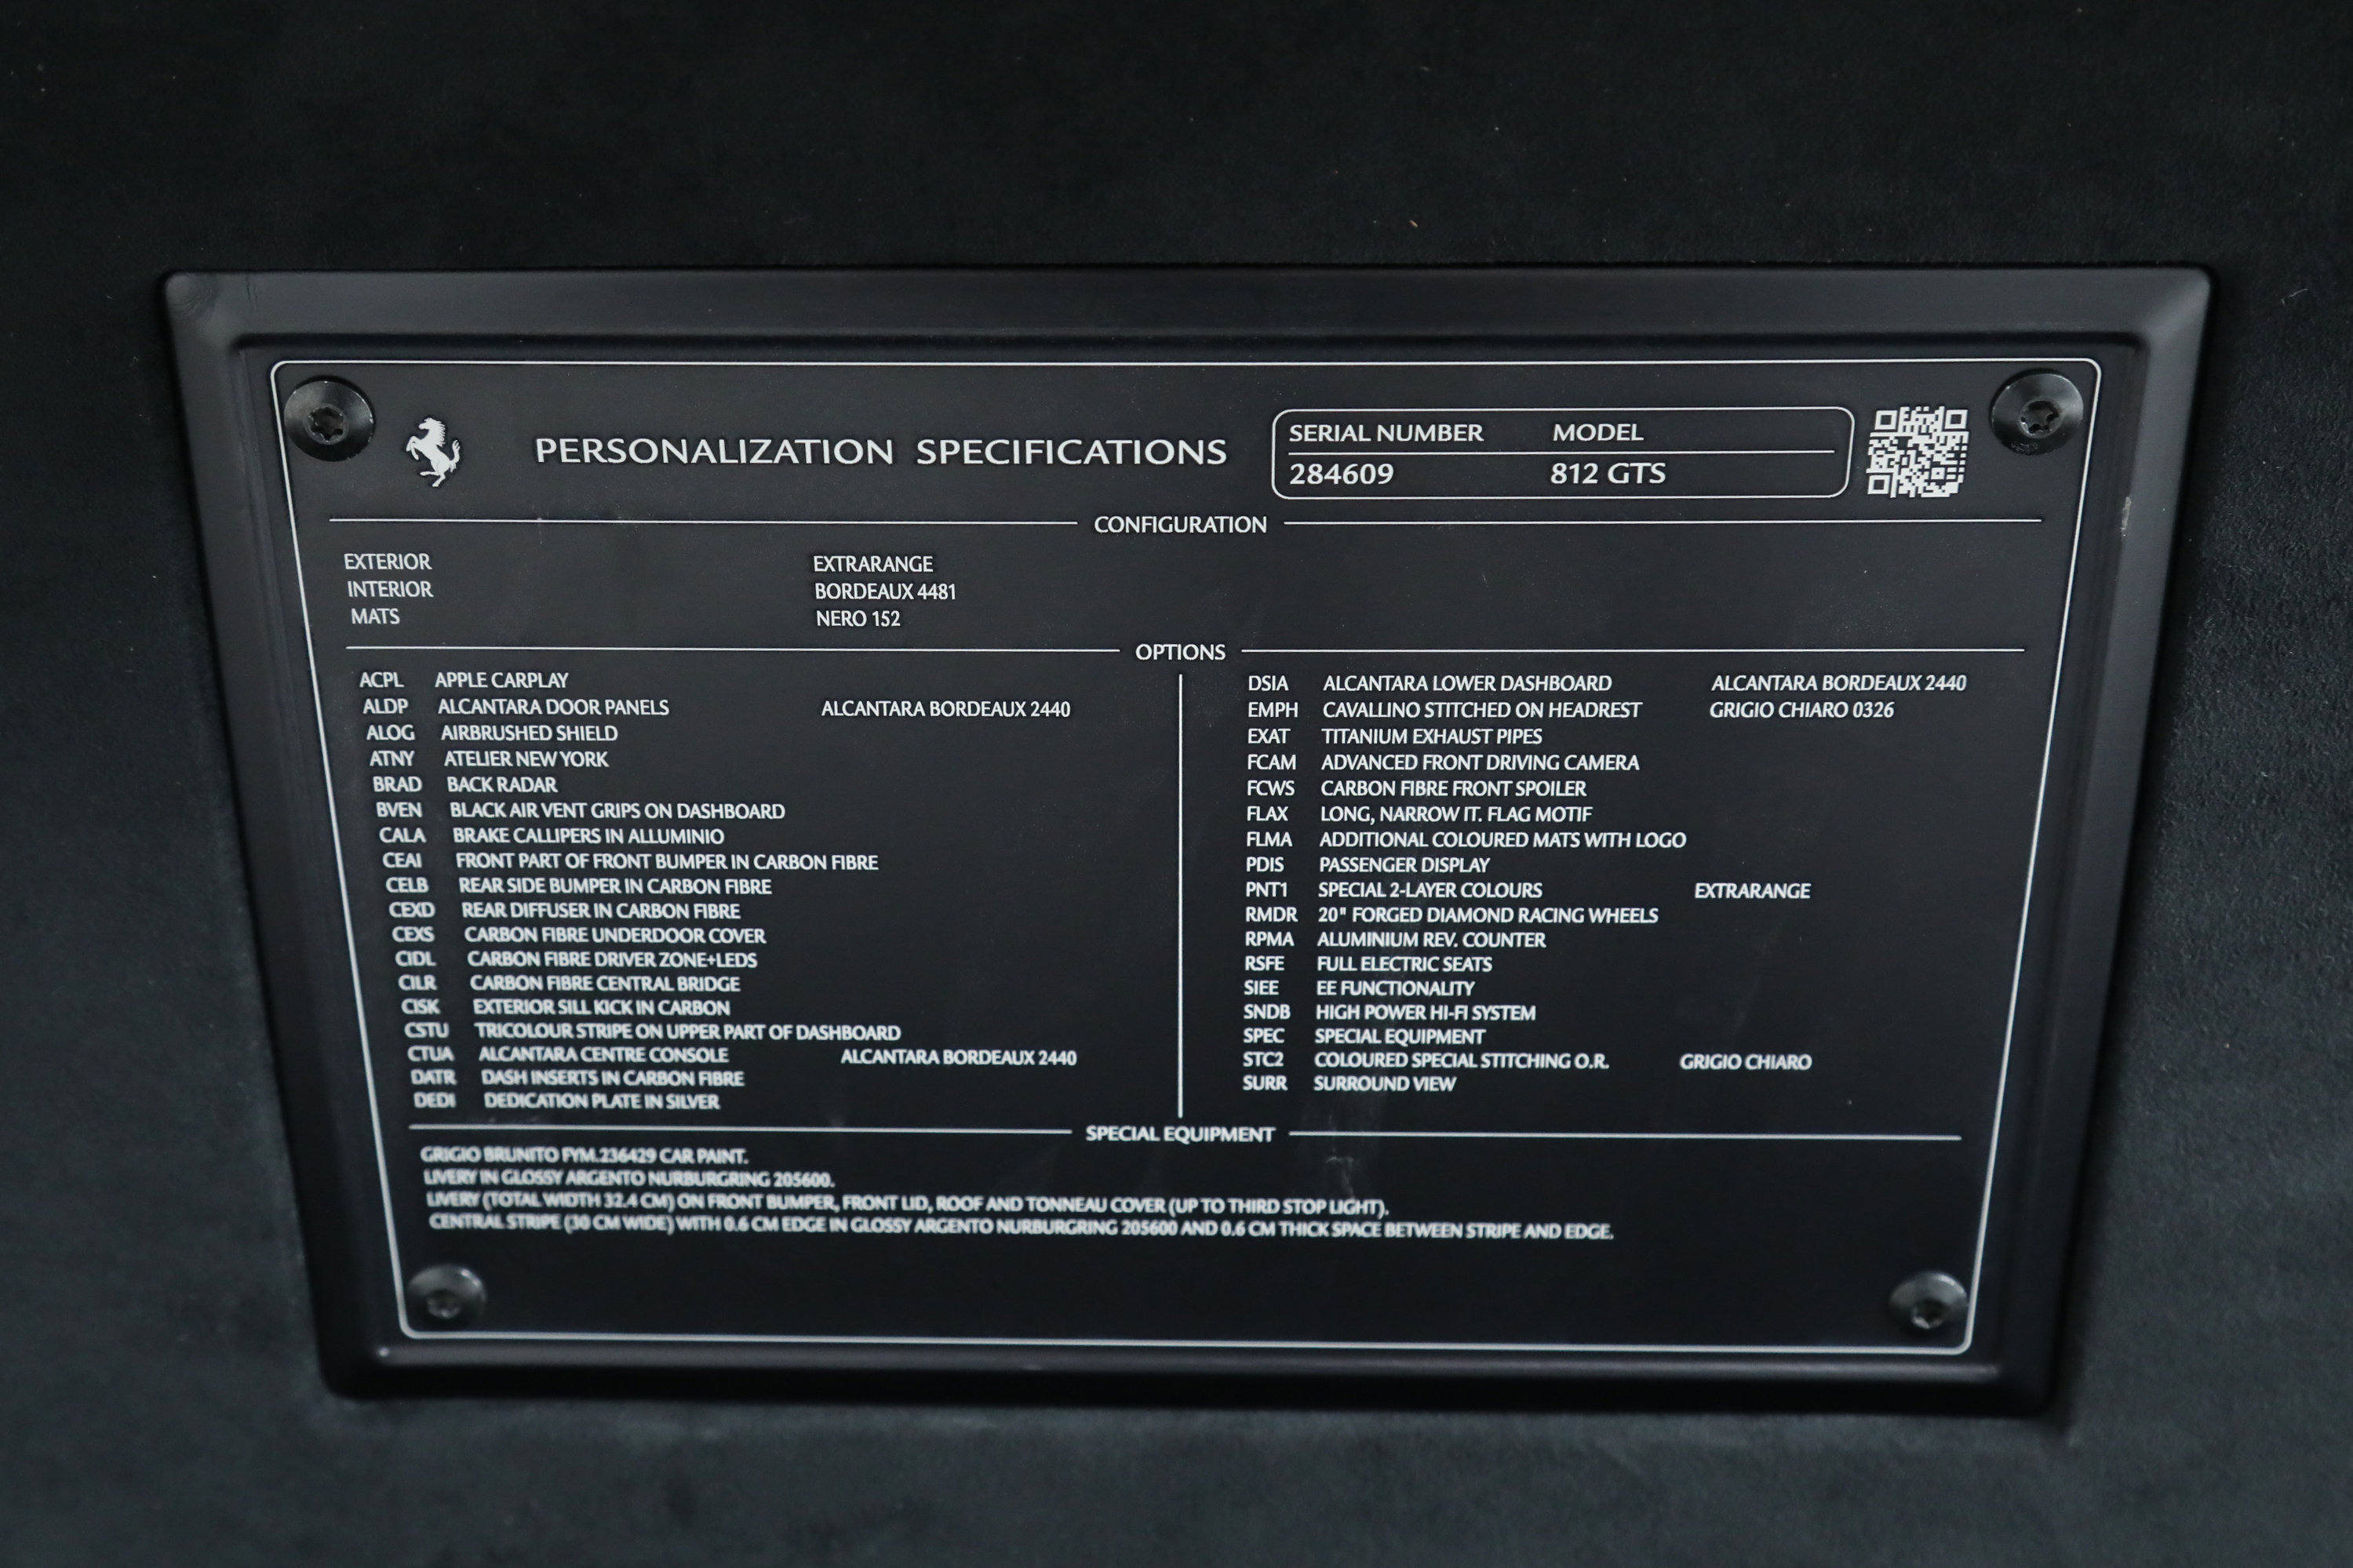 PERSONALIZATION SPECIFICATIONS
SERIAL NUMBER MODEL
284609 812 GTS
CONFIGURATION
EXTERIOR EXTRARANGE
INTERIOR BORDEAUX 4481
MATS NERO 152
OPTIONS
ACPL APPLE CARPLAY
ALDP ALCANTARA DOOR PANELS ALCANTARA BORDEAUX 2440
ALOG AIRBRUSHED SHIELD
ATNY ATELIER NEW YORK
BRAD BACK RADAR
BVEN BLACK AIR VENT GRIPS ON DASHBOARD
CALA BRAKE CALLIPERS IN ALLUMINIO
CEAI FRONT PART OF FRONT BUMPER IN CARBON FIBRE
CELB REAR SIDE BUMPER IN CARBON FIBRE
CEXD REAR DIFFUSER IN CARBON FIBRE
CEXS CARBON FIBRE UNDERDOOR COVER
CIDL CARBON FIBRE DRIVER ZONE+LEDS
CILR CARBON FIBRE CENTRAL BRIDGE
CISK EXTERIOR SILL KICK IN CARBON
CSTU TRICOLOUR STRIPE ON UPPER PART OF DASHBOARD
CTUA ALCANTARA CENTRE CONSOLE ALCANTARA BORDEAUX 2440
DATR DASH INSERTS IN CARBON FIBRE
DEDI DEDICATION PLATE IN SILVER
DSIA ALCANTARA LOWER DASHBOARD ALCANTARA BORDEAUX 2440
EMPH CAVALLINO STITCHED ON HEADREST GRIGIO CHIARO 0326
EXAT TITANIUM EXHAUST PIPES
FCAM ADVANCED FRONT DRIVING CAMERA
FCWS CARBON FIBRE FRONT SPOILER
FLAX LONG, NARROW IT. FLAG MOTIF
FLMA ADDITIONAL COLOURED MATS WITH LOGO
PDIS PASSENGER DISPLAY
PNT1 SPECIAL 2-LAYER COLOURS EXTRARANGE
RMDR 20" FORGED DIAMOND RACING WHEELS
RPMA ALUMINIUM REV. COUNTER
RSFE FULL ELECTRIC SEATS
SIEE EE FUNCTIONALITY
SNDB HIGH POWER HI-FI SYSTEM
SPEC SPECIAL EQUIPMENT
STC2 COLOURED SPECIAL STITCHING O.R. GRIGIO CHIARO
SURR SURROUND VIEW
SPECIAL EQUIPMENT
GRIGIO BRUNITO FYM.236429 CAR PAINT.
LIVERY IN GLOSSY ARGENTO NURBURGRING 205600.
LIVERY (TOTAL WIDTH 32.4 CM) ON FRONT BUMPER, FRONT LID, ROOF AND TONNEAU COVER (UP TO THIRD STOP LIGHT).
CENTRAL STRIPE (30 CM WIDE) WITH 0.6 CM EDGE IN GLOSSY ARGENTO NURBURGRING 205600 AND 0.6 CM THICK SPACE BETWEEN STRIPE AND EDGE.